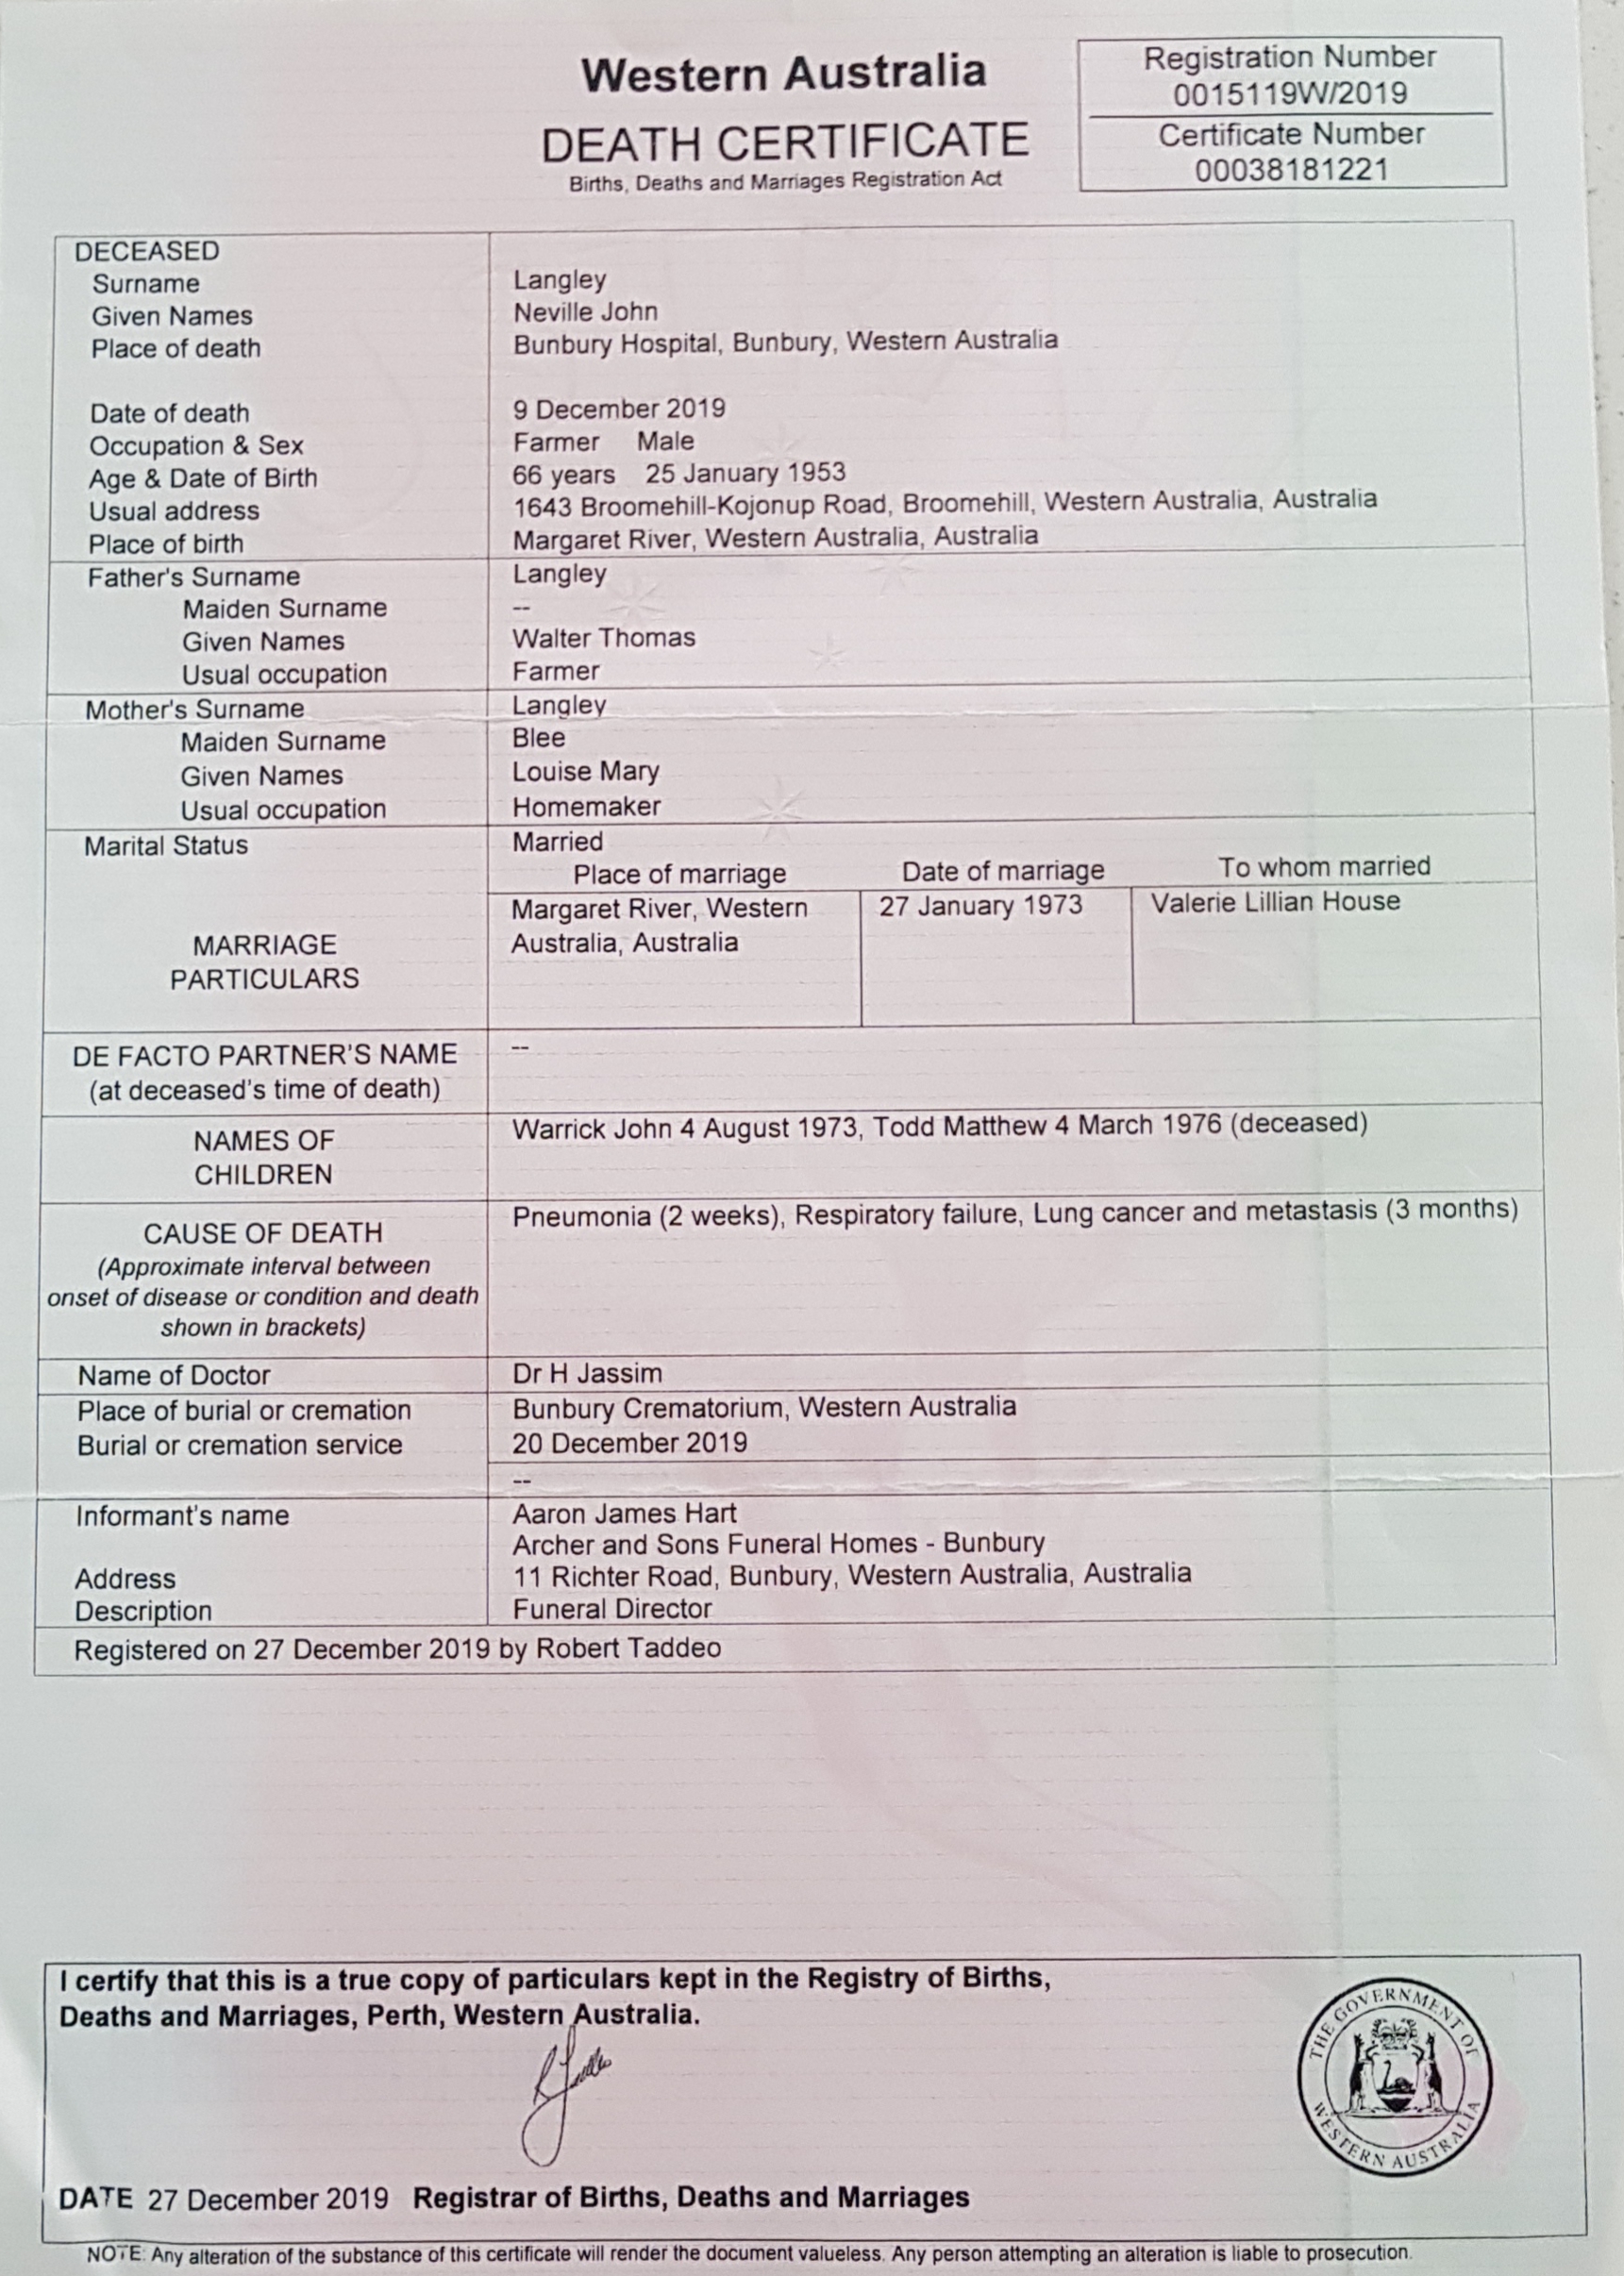 Western Australia
DEATH CERTIFICATE
Births, Deaths and Marriages Registration Act
Registration Number
0015119W/2019
Certificate Number
00038181221
DECEASED
Surname Langley
Given Names Neville John
Place of death Bunbury Hospital, Bunbury, Western Australia
Date of death 9 December 2019
Occupation & Sex Farmer Male
Age & Date of Birth 66 years 25 January 1953
Usual address 1643 Broomehill-Kojonup Road, Broomehill, Western Australia, Australia
Place of birth Margaret River, Western Australia, Australia
Father's Surname Langley
Maiden Surname --
Given Names Walter Thomas
Usual occupation Farmer
Mother's Surname Langley
Maiden Surname Blee
Given Names Louise Mary
Usual occupation Homemaker
Marital Status Married
Place of marriage Date of marriage To whom married
Margaret River, Western 27 January 1973 Valerie Lillian House
MARRIAGE Australia, Australia
PARTICULARS
DE FACTO PARTNER'S NAME --
(at deceased's time of death)
NAMES OF Warrick John 4 August 1973, Todd Matthew 4 March 1976 (deceased)
CHILDREN
CAUSE OF DEATH Pneumonia (2 weeks), Respiratory failure, Lung cancer and metastasis (3 months)
(Approximate interval between
onset of disease or condition and death
shown in brackets)
Name of Doctor Dr H Jassim
Place of burial or cremation Bunbury Crematorium, Western Australia
Burial or cremation service 20 December 2019
--
Informant's name Aaron James Hart
Archer and Sons Funeral Homes - Bunbury
Address 11 Richter Road, Bunbury, Western Australia, Australia
Description Funeral Director
Registered on 27 December 2019 by Robert Taddeo
I certify that this is a true copy of particulars kept in the Registry of Births,
Deaths and Marriages, Perth, Western Australia.
THE GOVERNMENT OF
WESTERN AUSTRALIA
DATE 27 December 2019 Registrar of Births, Deaths and Marriages
NOTE: Any alteration of the substance of this certificate will render the document valueless. Any person attempting an alteration is liable to prosecution.